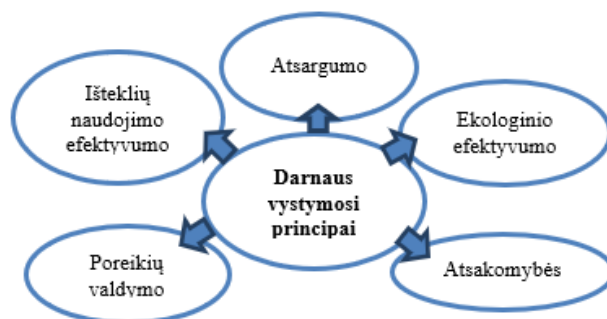 Atsargumo
Išteklių
naudojimo
efektyvumo
Ekologinio
efektyvumo
Darnaus
vystymosi
principai
Poreikių
valdymo
Atsakomybės